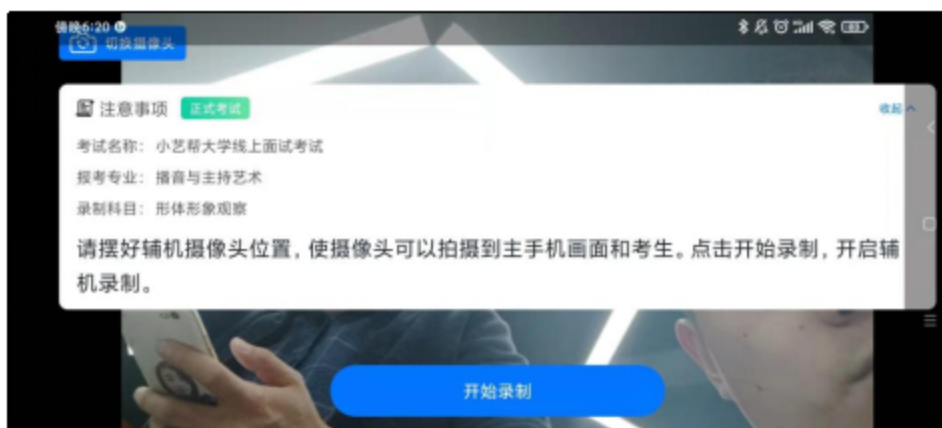 傍晚6:20
切换摄像头
注意事项 正式考试 收起
考试名称： 小艺帮大学线上面试考试
报考专业： 播音与主持艺术
录制科目： 形体形象观察
请摆好辅机摄像头位置，使摄像头可以拍摄到主手机画面和考生。点击开始录制，开启辅
机录制。
开始录制